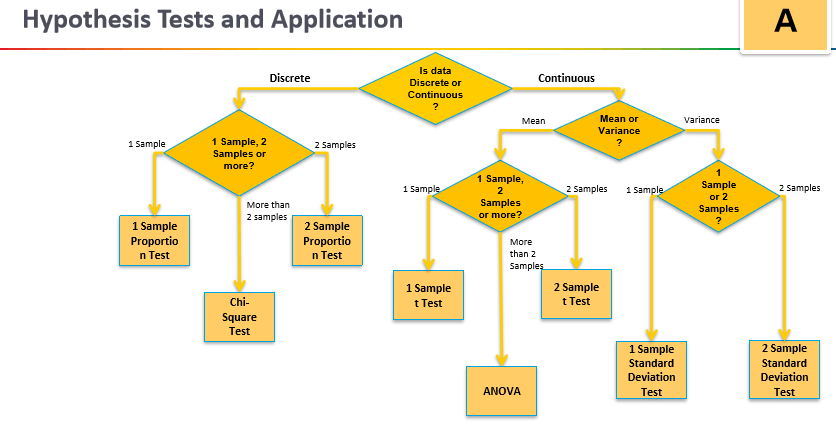 Hypothesis Tests and Application
A
Is data
Discrete or
Continuous
?
Discrete
Continuous
1 Sample, 2
Samples or
more?
1 Sample
2 Samples
More than
2 samples
1 Sample
Proportio
n Test
2 Sample
Proportio
n Test
Chi-
Square
Test
Mean or
Variance
?
Mean
Variance
1 Sample,
2
Samples
or more?
1 Sample
2 Samples
More
than 2
Samples
1 Sample
t Test
2 Sample
t Test
ANOVA
1
Sample
or 2
Samples
?
1 Sample
2 Samples
1 Sample
Standard
Deviation
Test
2 Sample
Standard
Deviation
Test